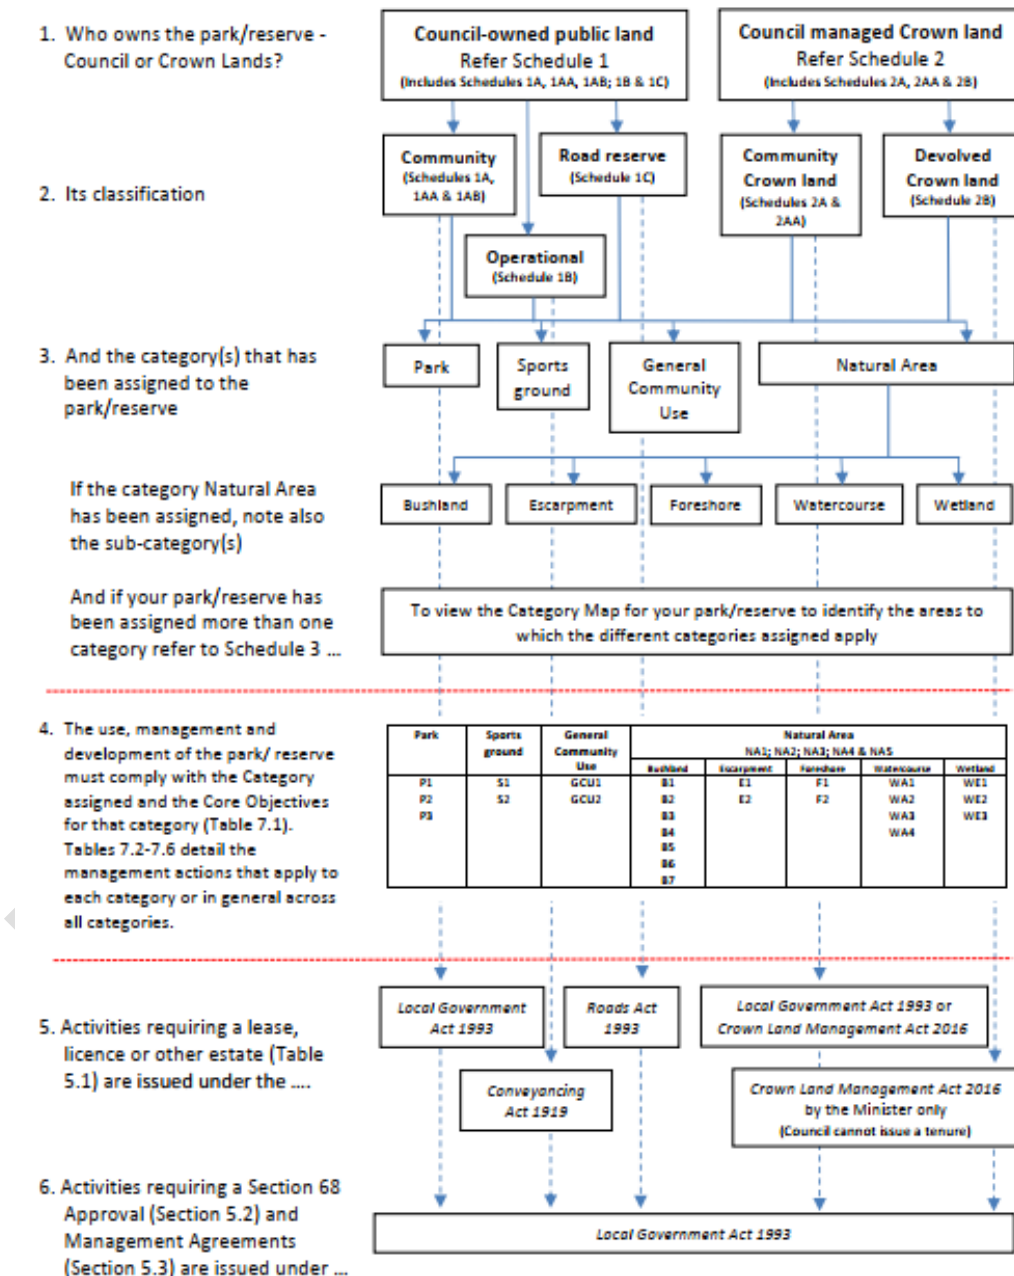 1. Who owns the park/reserve -
Council or Crown Lands?
Council-owned public land
Refer Schedule 1
(Includes Schedules 1A, 1AA, 1AB; 1B & 1C)
Council managed Crown land
Refer Schedule 2
(Includes Schedules 2A, 2AA & 2B)
2. Its classification
Community
(Schedules 1A,
1AA & 1AB)
Road reserve
(Schedule 1C)
Community
Crown land
(Schedules 2A &
2AA)
Devolved
Crown land
(Schedule 2B)
Operational
(Schedule 1B)
3. And the category(s) that has
been assigned to the
park/reserve
Park
Sports
ground
General
Community
Use
Natural Area
If the category Natural Area
has been assigned, note also
the sub-category(s)
Bushland
Escarpment
Foreshore
Watercourse
Wetland
And if your park/reserve has
been assigned more than one
category refer to Schedule 3 ...
To view the Category Map for your park/reserve to identify the areas to
which the different categories assigned apply
4. The use, management and
development of the park/ reserve
must comply with the Category
assigned and the Core Objectives
for that category (Table 7.1).
Tables 7.2-7.6 detail the
management actions that apply to
each category or in general across
all categories.
Park
Sports
ground
General
Community
Use
Natural Area
NA1; NA2; NA3; NA4 & NA5
Bushland Escarpment Foreshore Watercourse Wetland
P1 S1 GCU1 B1 E1 F1 WA1 WE1
P2 S2 GCU2 B2 E2 F2 WA2 WE2
P3 B3 WA3 WE3
B4 WA4
B5
B6
B7
5. Activities requiring a lease,
licence or other estate (Table
5.1) are issued under the ....
Local Government
Act 1993
Roads Act
1993
Local Government Act 1993 or
Crown Land Management Act 2016
Conveyancing
Act 1919
Crown Land Management Act 2016
by the Minister only
(Council cannot issue a tenure)
6. Activities requiring a Section 68
Approval (Section 5.2) and
Management Agreements
(Section 5.3) are issued under ...
Local Government Act 1993